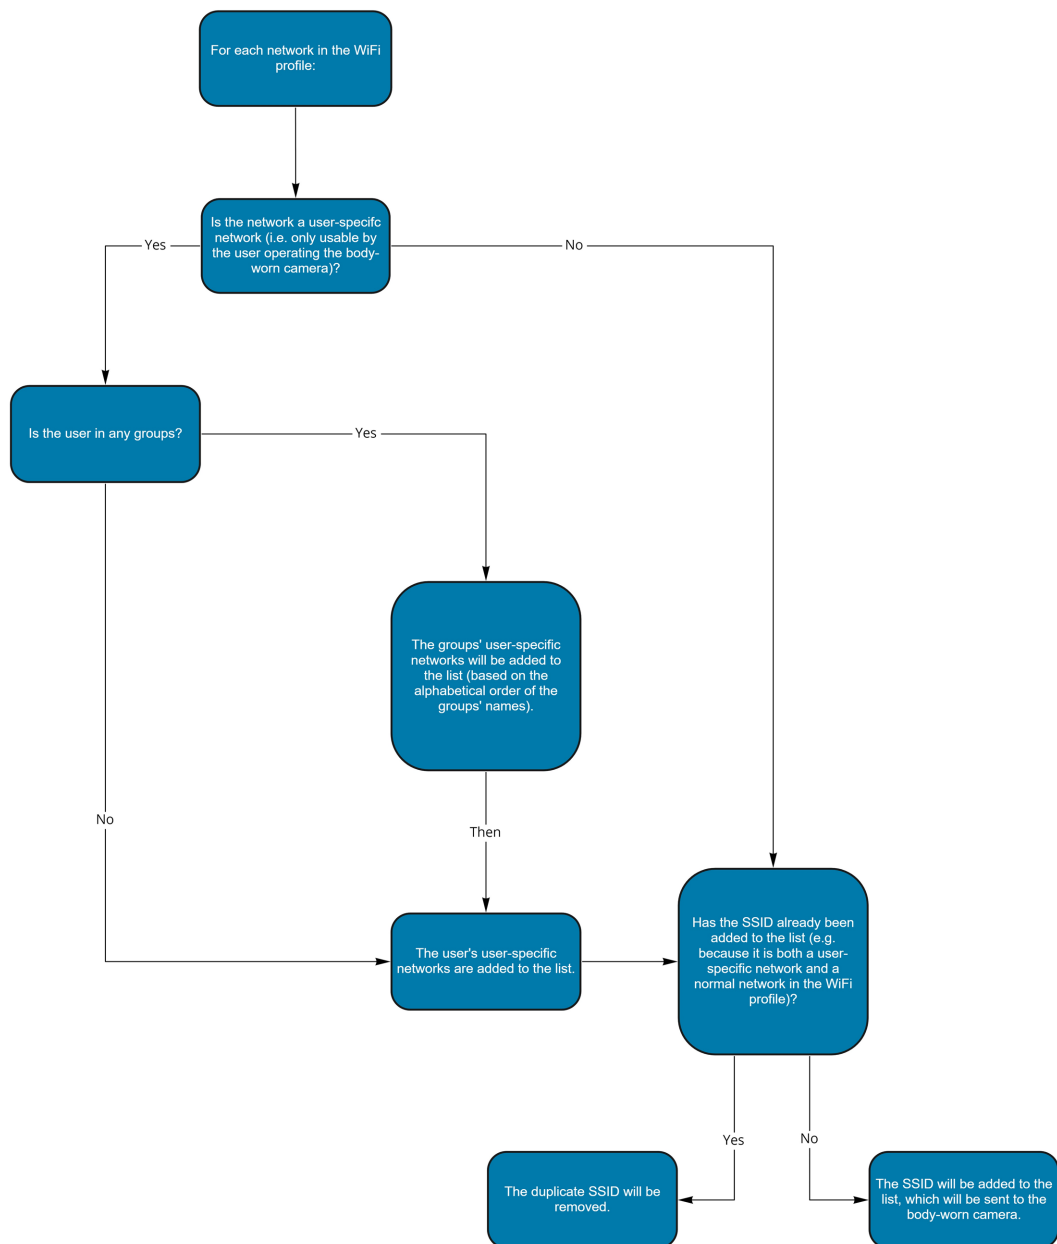 For each network in the WiFi
profile:
Is the network a user-specifc
network (i.e. only usable by
the user operating the body-
worn camera)?
Yes
No
Is the user in any groups?
Yes
The groups' user-specific
networks will be added to
the list (based on the
alphabetical order of the
groups' names).
No
Then
The user's user-specific
networks are added to the list.
Has the SSID already been
added to the list (e.g.
because it is both a user-
specific network and a
normal network in the WiFi
profile)?
Yes
No
The duplicate SSID will be
removed.
The SSID will be added to the
list, which will be sent to the
body-worn camera.